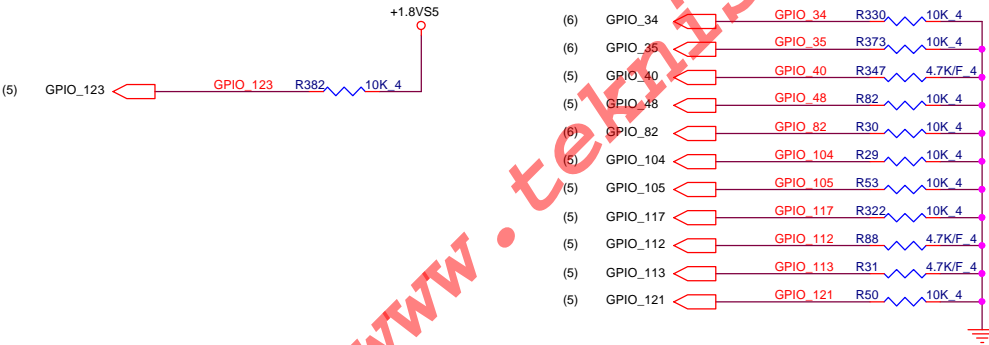 +1.8VS5
(5) GPIO_123 GPIO_123 R382 10K_4
(6) GPIO_34 GPIO_34 R330 10K_4
(6) GPIO_35 GPIO_35 R373 10K_4
(5) GPIO_40 GPIO_40 R347 4.7K/F_4
(5) GPIO_48 GPIO_48 R82 10K_4
(6) GPIO_82 GPIO_82 R30 10K_4
(5) GPIO_104 GPIO_104 R29 10K_4
(5) GPIO_105 GPIO_105 R53 10K_4
(5) GPIO_117 GPIO_117 R322 10K_4
(5) GPIO_112 GPIO_112 R88 4.7K/F_4
(5) GPIO_113 GPIO_113 R31 4.7K/F_4
(5) GPIO_121 GPIO_121 R50 10K_4
www.teknis